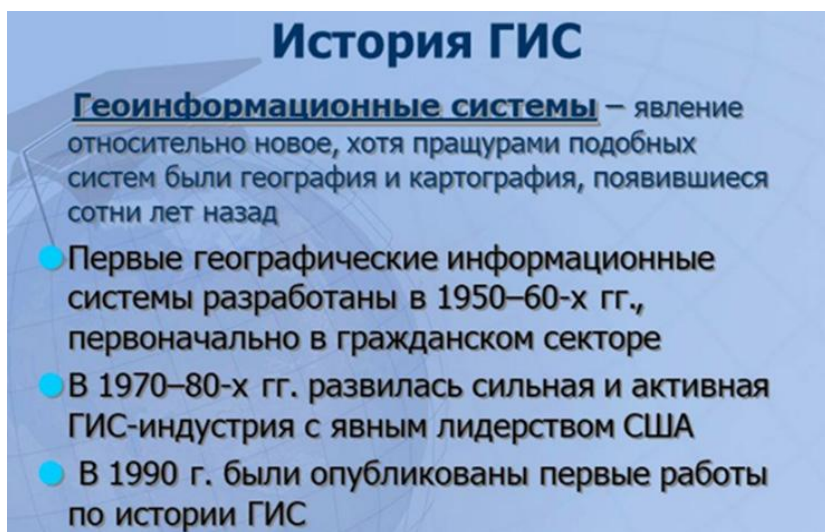 История ГИС
Геоинформационные системы – явление
относительно новое, хотя пращурами подобных
систем были география и картография, появившиеся
сотни лет назад
Первые географические информационные
системы разработаны в 1950–60-х гг.,
первоначально в гражданском секторе
В 1970–80-х гг. развилась сильная и активная
ГИС-индустрия с явным лидерством США
В 1990 г. были опубликованы первые работы
по истории ГИС